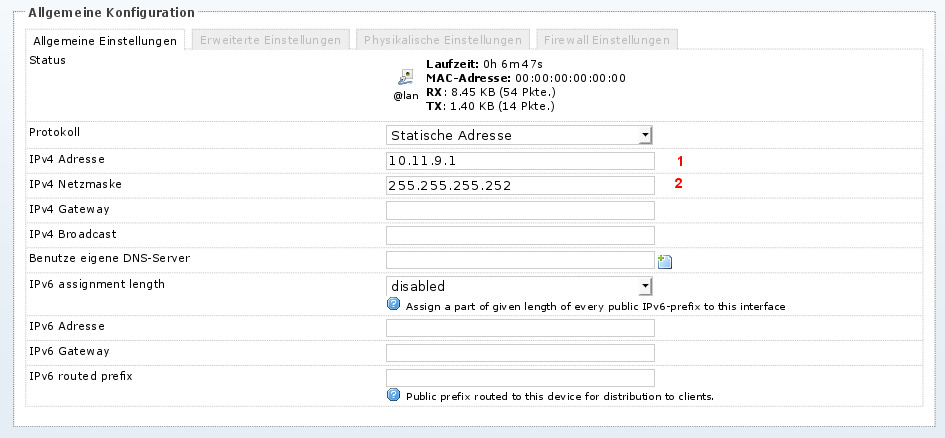 Allgemeine Konfiguration
Allgemeine Einstellungen Erweiterte Einstellungen Physikalische Einstellungen Firewall Einstellungen
Status
Laufzeit: 0h 6m47s
MAC-Adresse: 00:00:00:00:00:00
@lan RX: 8.45 KB (54 Pkte.)
TX: 1.40 KB (14 Pkte.)
Protokoll Statische Adresse
IPv4 Adresse 10.11.9.1 1
IPv4 Netzmaske 255.255.255.252 2
IPv4 Gateway
IPv4 Broadcast
Benutze eigene DNS-Server
IPv6 assignment length disabled
Assign a part of given length of every public IPv6-prefix to this interface
IPv6 Adresse
IPv6 Gateway
IPv6 routed prefix
Public prefix routed to this device for distribution to clients.